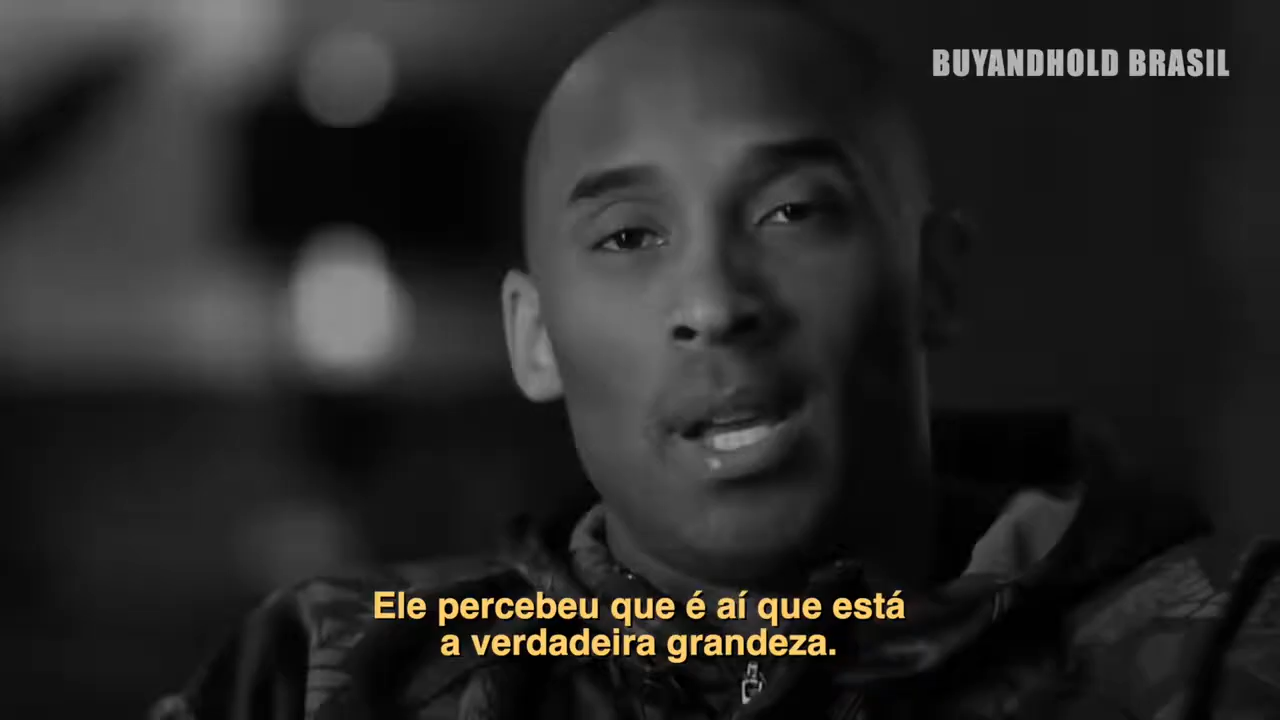 BUYANDHOLD BRASIL
Ele percebeu que é aí que está
a verdadeira grandeza.